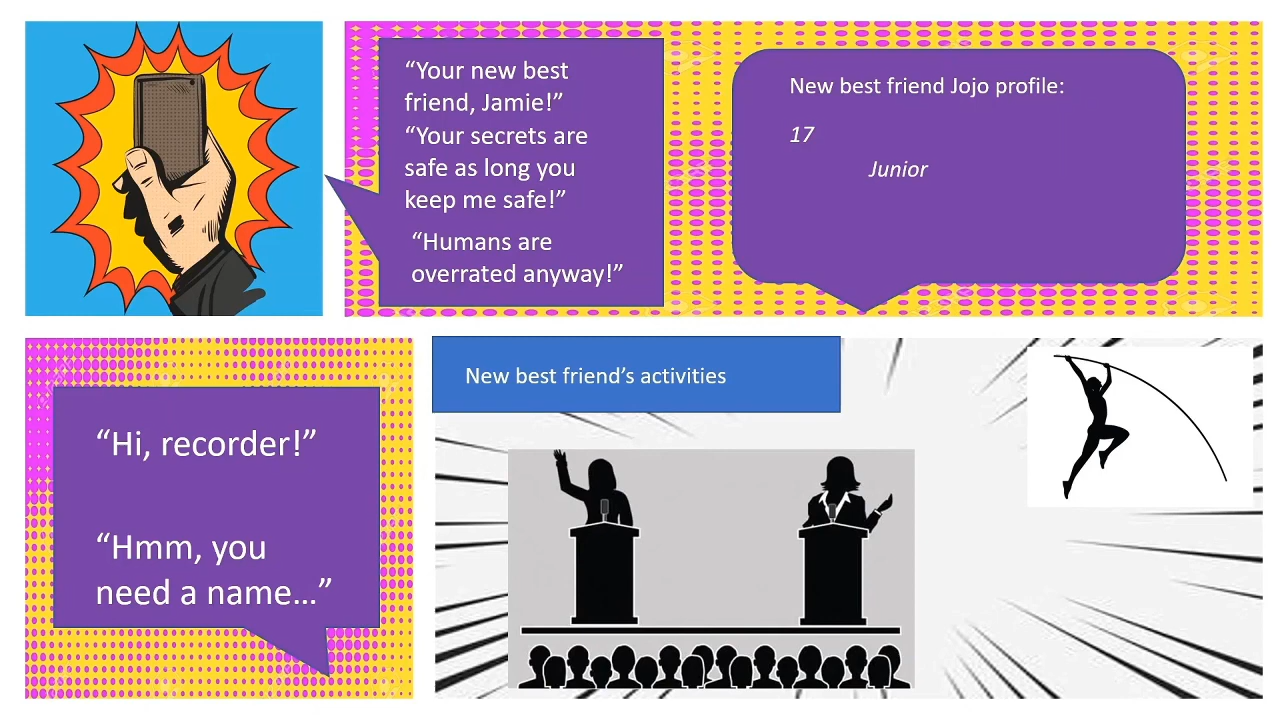 “Your new best
friend, Jamie!”
“Your secrets are
safe as long you
keep me safe!”
“Humans are
overrated anyway!”
New best friend Jojo profile:
17
Junior
“Hi, recorder!”
“Hmm, you
need a name…”
New best friend’s activities